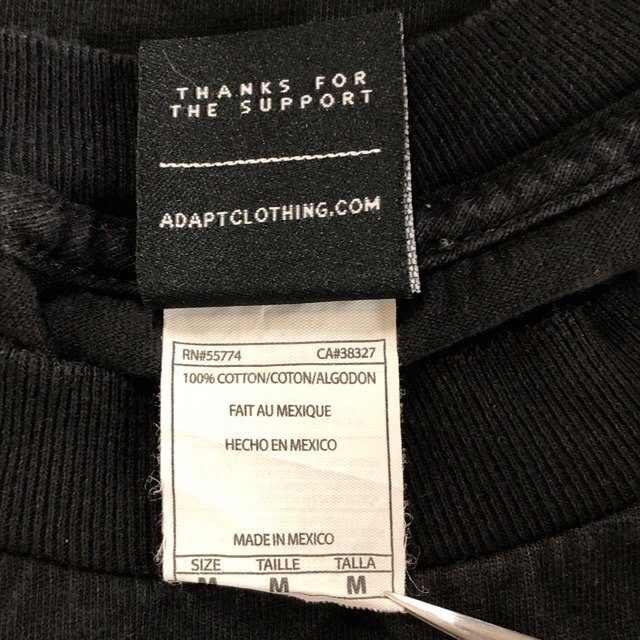 THANKS FOR
THE SUPPORT
ADAPTCLOTHING.COM
RN#55774 CA#38327
100% COTTON/COTON/ALGODON
FAIT AU MEXIQUE
HECHO EN MEXICO
MADE IN MEXICO
SIZE TAILLE TALLA
M M M